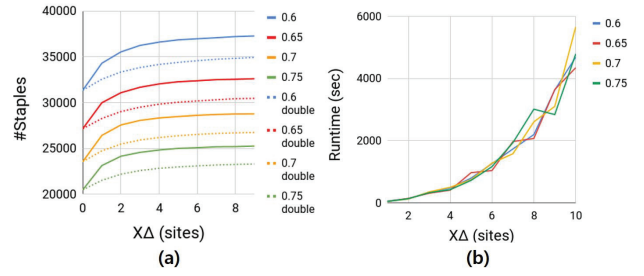 40000
35000
30000
25000
20000
#Staples
0 2 4 6 8
XΔ (sites)
0.6
0.65
0.7
0.75
0.6
double
0.65
double
0.7
double
0.75
double
(a)
6000
4000
2000
0
Runtime (sec)
2 4 6 8 10
XΔ (sites)
0.6
0.65
0.7
0.75
(b)